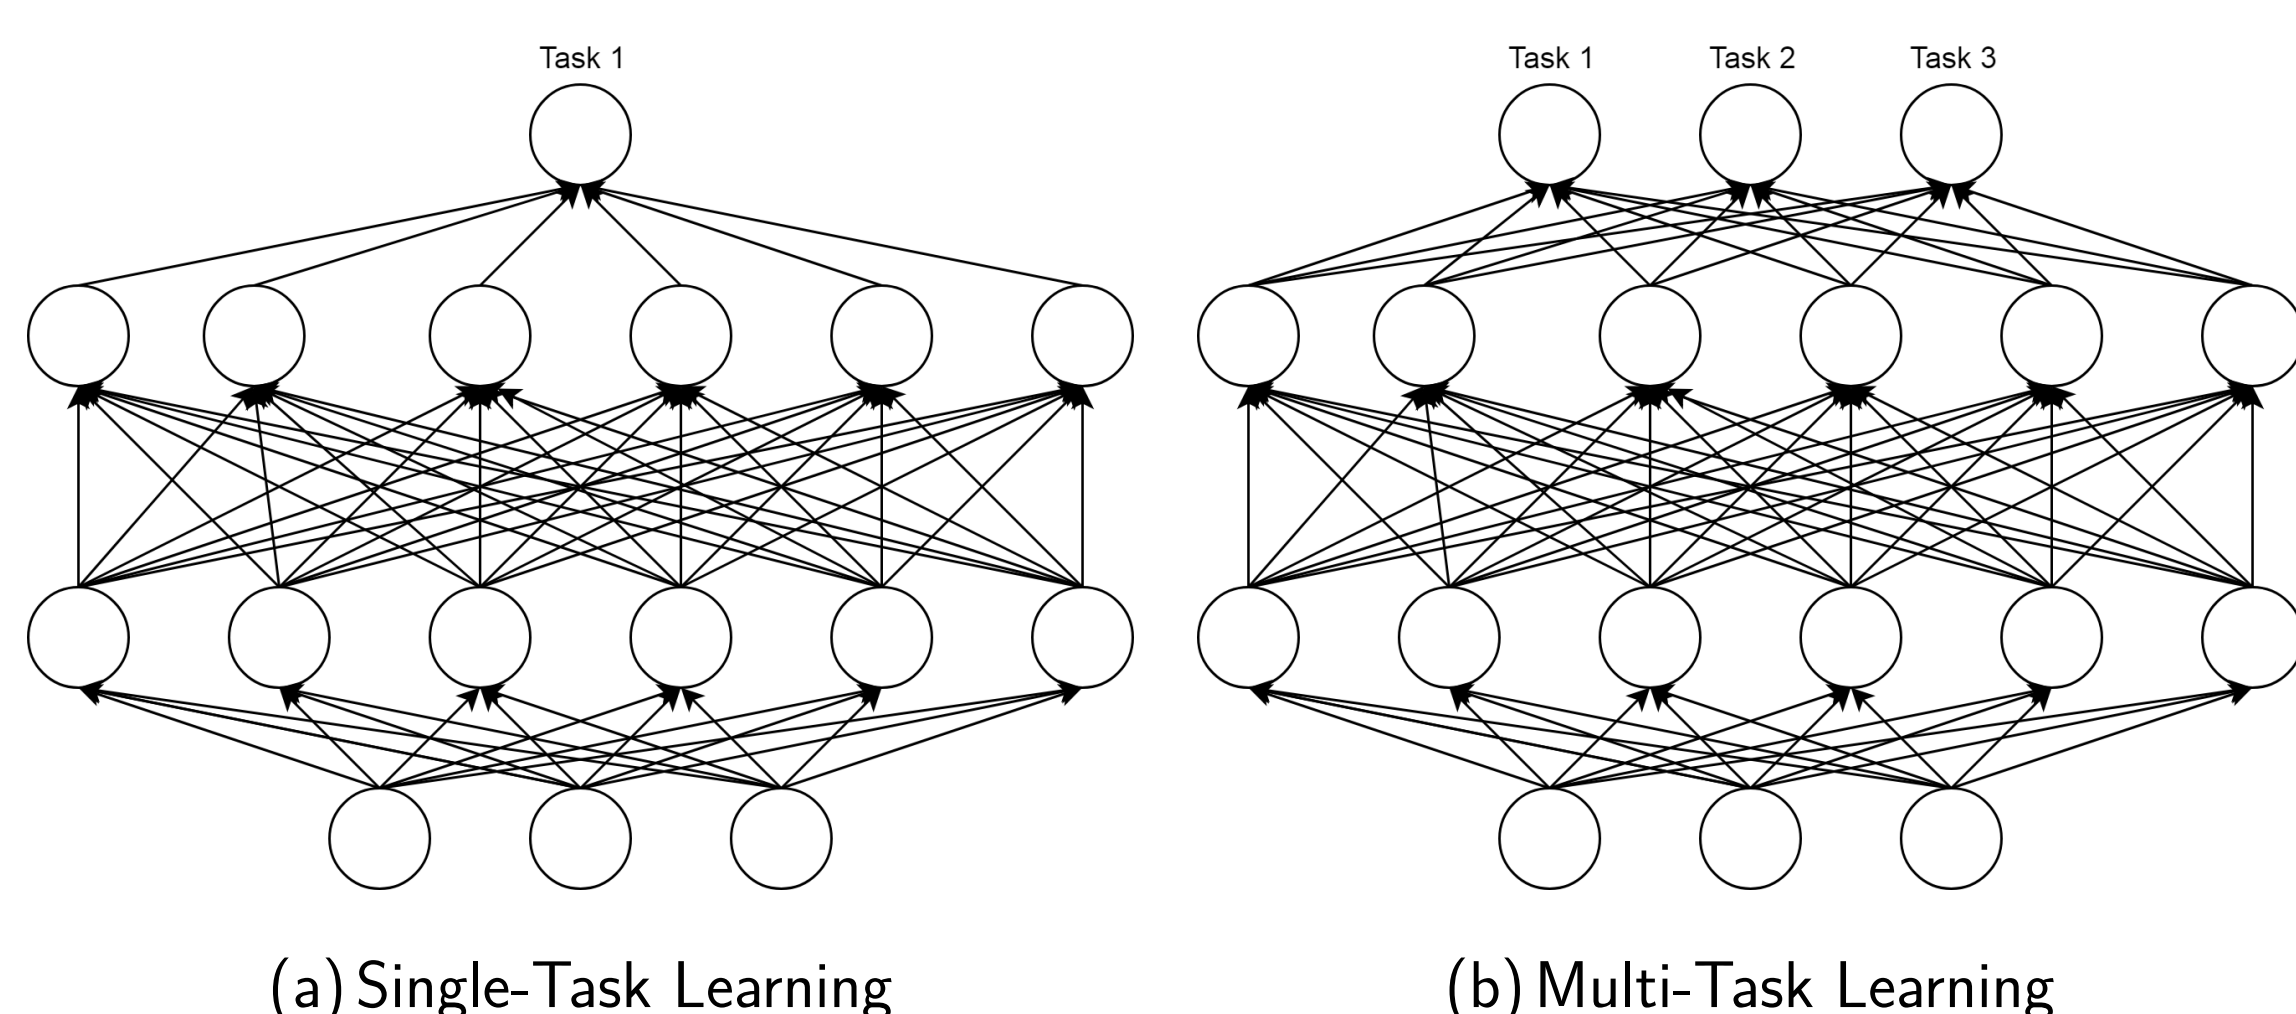 Task 1
Task 1 Task 2 Task 3
(a) Single-Task Learning
(b) Multi-Task Learning